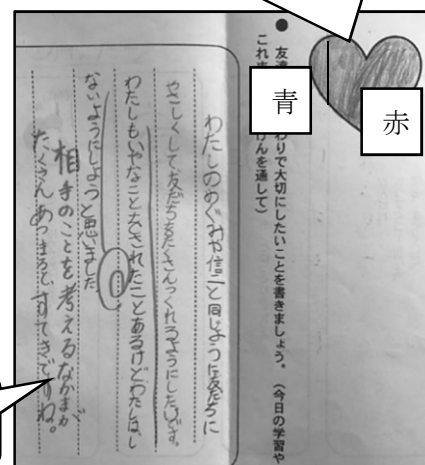 青
赤
● 友達
わりで大切にしたいことを書きましょう。（今日の学習や
これま
けんを通して）
わたしのめぐみや信二と同じように友だちに
やさしくして友だちをたくさんつくれるようにしたいです。
わたしもいやなことをされたことあるけどわたしはし
ないようにしようと思いました
相手のことを考えるなかまが
たくさんあつまるとすてきですね。